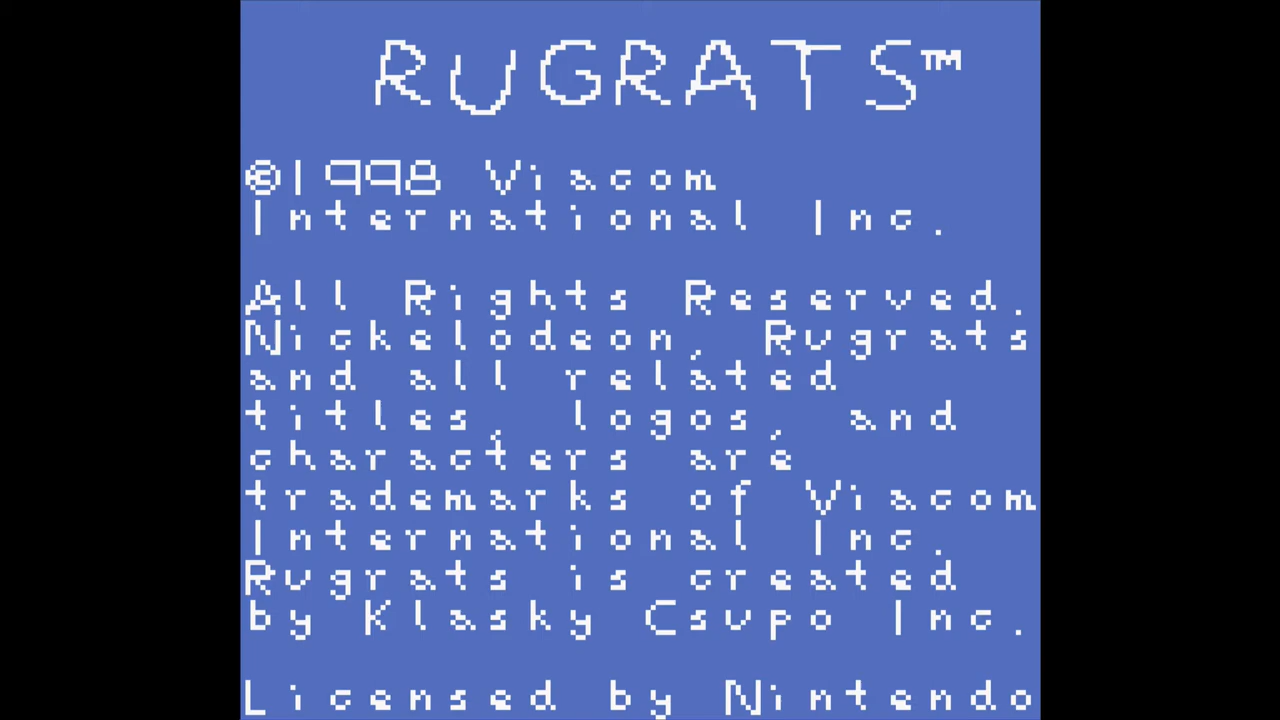 RUGRATS™
©1998 Viacom
International Inc.
All Rights Reserved.
Nickelodeon, Rugrats
and all related
titles, logos, and
characters are
trademarks of Viacom
International Inc.
Rugrats is created
by Klasky Csupo Inc.
Licensed by Nintendo